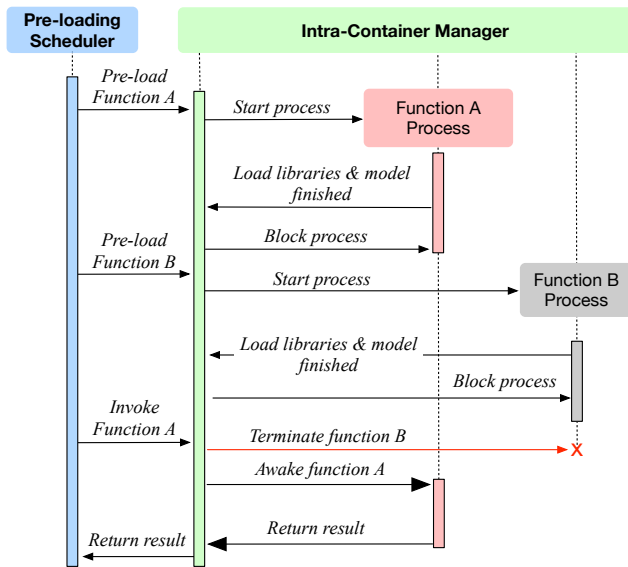 Pre-loading
Scheduler
Intra-Container Manager
Pre-load
Function A
Start process
Function A
Process
Load libraries & model
finished
Block process
Pre-load
Function B
Start process
Function B
Process
Load libraries & model
finished
Block process
Invoke
Function A
Terminate function B
X
Awake function A
Return result
Return result